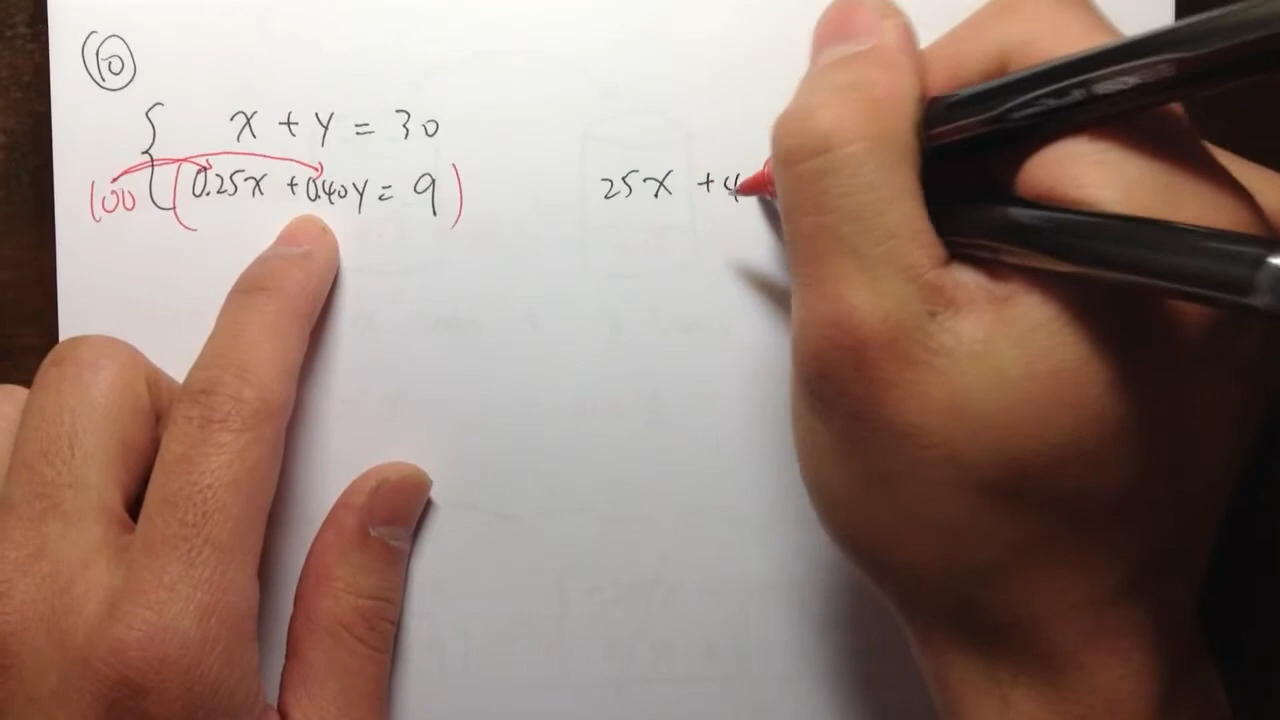 (10)
x + y = 30
100 (0.25x + 0.40y = 9) 25x + 4